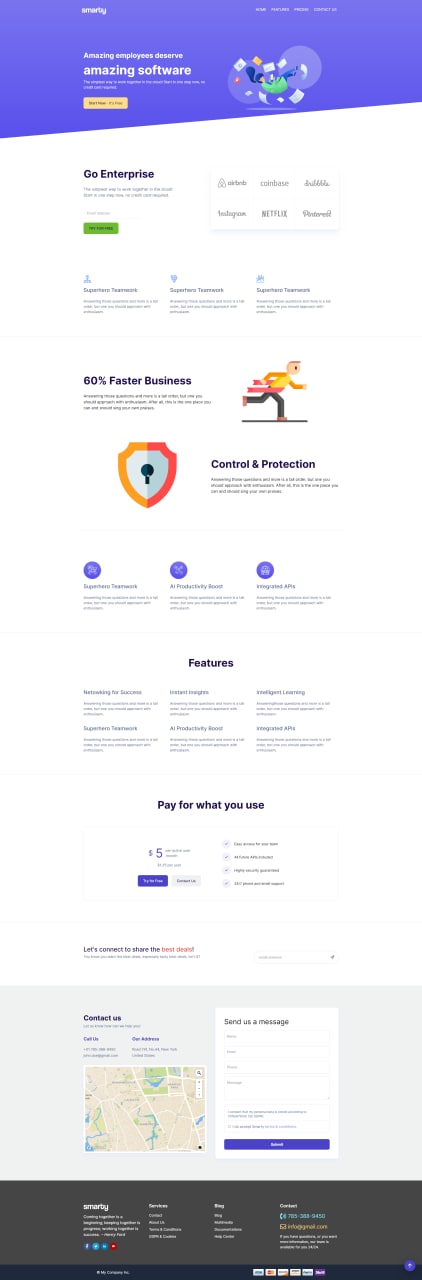 smarty
HOME FEATURES PRICING CONTACT US
Amazing employees deserve
amazing software
The simplest way to work together in the cloud! Start in one step now, no
credit card required.
Start Now - It's Free
Go Enterprise
The simplest way to work together in the cloud!
Start in one step now, no credit card required.
Email address
TRY FOR FREE
airbnb coinbase dribbble
Instagram NETFLIX Pinterest
Superhero Teamwork Superhero Teamwork Superhero Teamwork
Answering those questions and more is a tall Answering those questions and more is a tall Answering those questions and more is a tall
order, but one you should approach with order, but one you should approach with order, but one you should approach with
enthusiasm. enthusiasm. enthusiasm.
60% Faster Business
Answering those questions and more is a tall order, but one you
should approach with enthusiasm. After all, this is the one place you
can and should sing your own praises.
Control & Protection
Answering those questions and more is a tall order, but one you
should approach with enthusiasm. After all, this is the one place you
can and should sing your own praises.
Superhero Teamwork AI Productivity Boost Integrated APIs
Answering those questions and more is a tall Answering those questions and more is a tall Answering those questions and more is a tall
order, but one you should approach with order, but one you should approach with order, but one you should approach with
enthusiasm. enthusiasm. enthusiasm.
Features
Netowking for Success Instant Insights Intelligent Learning
Answering those questions and more is a tall Answering those questions and more is a tall Answeringthose questions and more is a tall
order, but one you should approach with order, but one you should approach with order, but one you should approach with
enthusiasm. enthusiasm. enthusiasm.
Superhero Teamwork AI Productivity Boost Integrated APIs
Answering those questions and more is a tall Answering those questions and more is a tall Answering those questions and more is a tall
order, but one you should approach with order, but one you should approach with order, but one you should approach with
enthusiasm. enthusiasm. enthusiasm.
Pay for what you use
$ 5 per active user
/month
per user
Try for Free Contact Us
Easy access for your team
All future APIs included
Highly security guaranteed
24/7 phone and email support
Let's connect to share the best deals!
You know you want the best deals, especially tasty best deals, isn't it?
email address
Contact us
Let us know how can we help you!
Call Us Our Address
+01 785-388-9450 New York
john.doe@gmail.com United States
Send us a message
Name
Email
Phone
Message
I consent that my personal data is stored according to
I do accept Smarty terms & conditions.
Submit
smarty
Coming together is a
beginning; keeping together
is progress; working together is
success. – Henry Ford
Services
Contact
About Us
Terms & Conditions
GDPR & Cookies
Blog
Blog
Multimedia
Documentations
Help Center
Contact
785-388-9450
info@gmail.com
If you have questions, or you want
more information, our team is
available for you 24/24.
© My Company Inc.